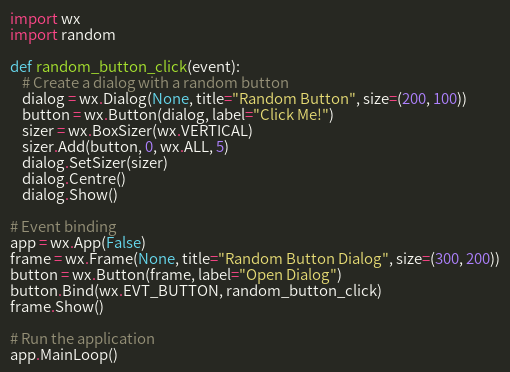 import wx
import random

def random_button_click(event):
    # Create a dialog with a random button
    dialog = wx.Dialog(None, title="Random Button", size=(200, 100))
    button = wx.Button(dialog, label="Click Me!")
    sizer = wx.BoxSizer(wx.VERTICAL)
    sizer.Add(button, 0, wx.ALL, 5)
    dialog.SetSizer(sizer)
    dialog.Centre()
    dialog.Show()

# Event binding
app = wx.App(False)
frame = wx.Frame(None, title="Random Button Dialog", size=(300, 200))
button = wx.Button(frame, label="Open Dialog")
button.Bind(wx.EVT_BUTTON, random_button_click)
frame.Show()

# Run the application
app.MainLoop()